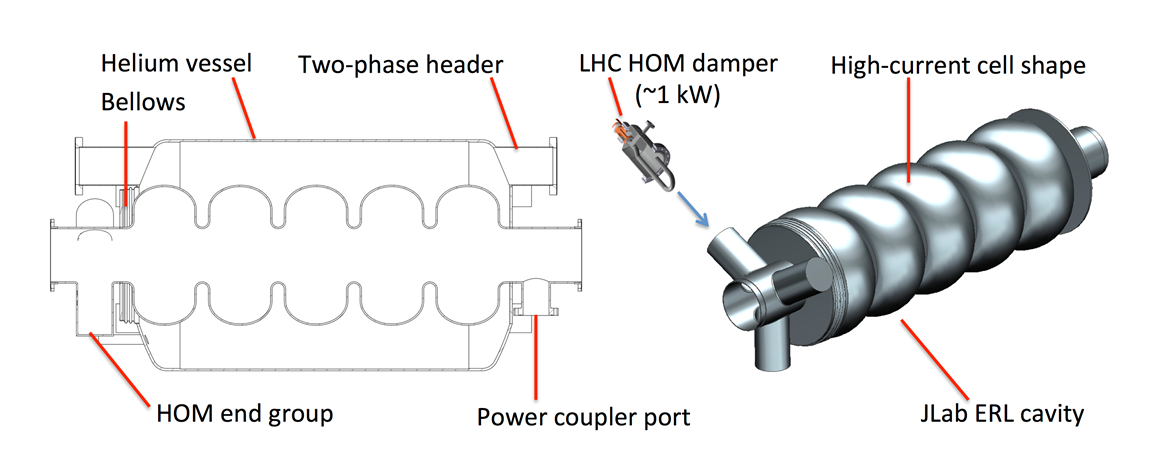 Helium vessel
Bellows
Two-phase header
LHC HOM damper
(~1 kW)
High-current cell shape
HOM end group
Power coupler port
JLab ERL cavity